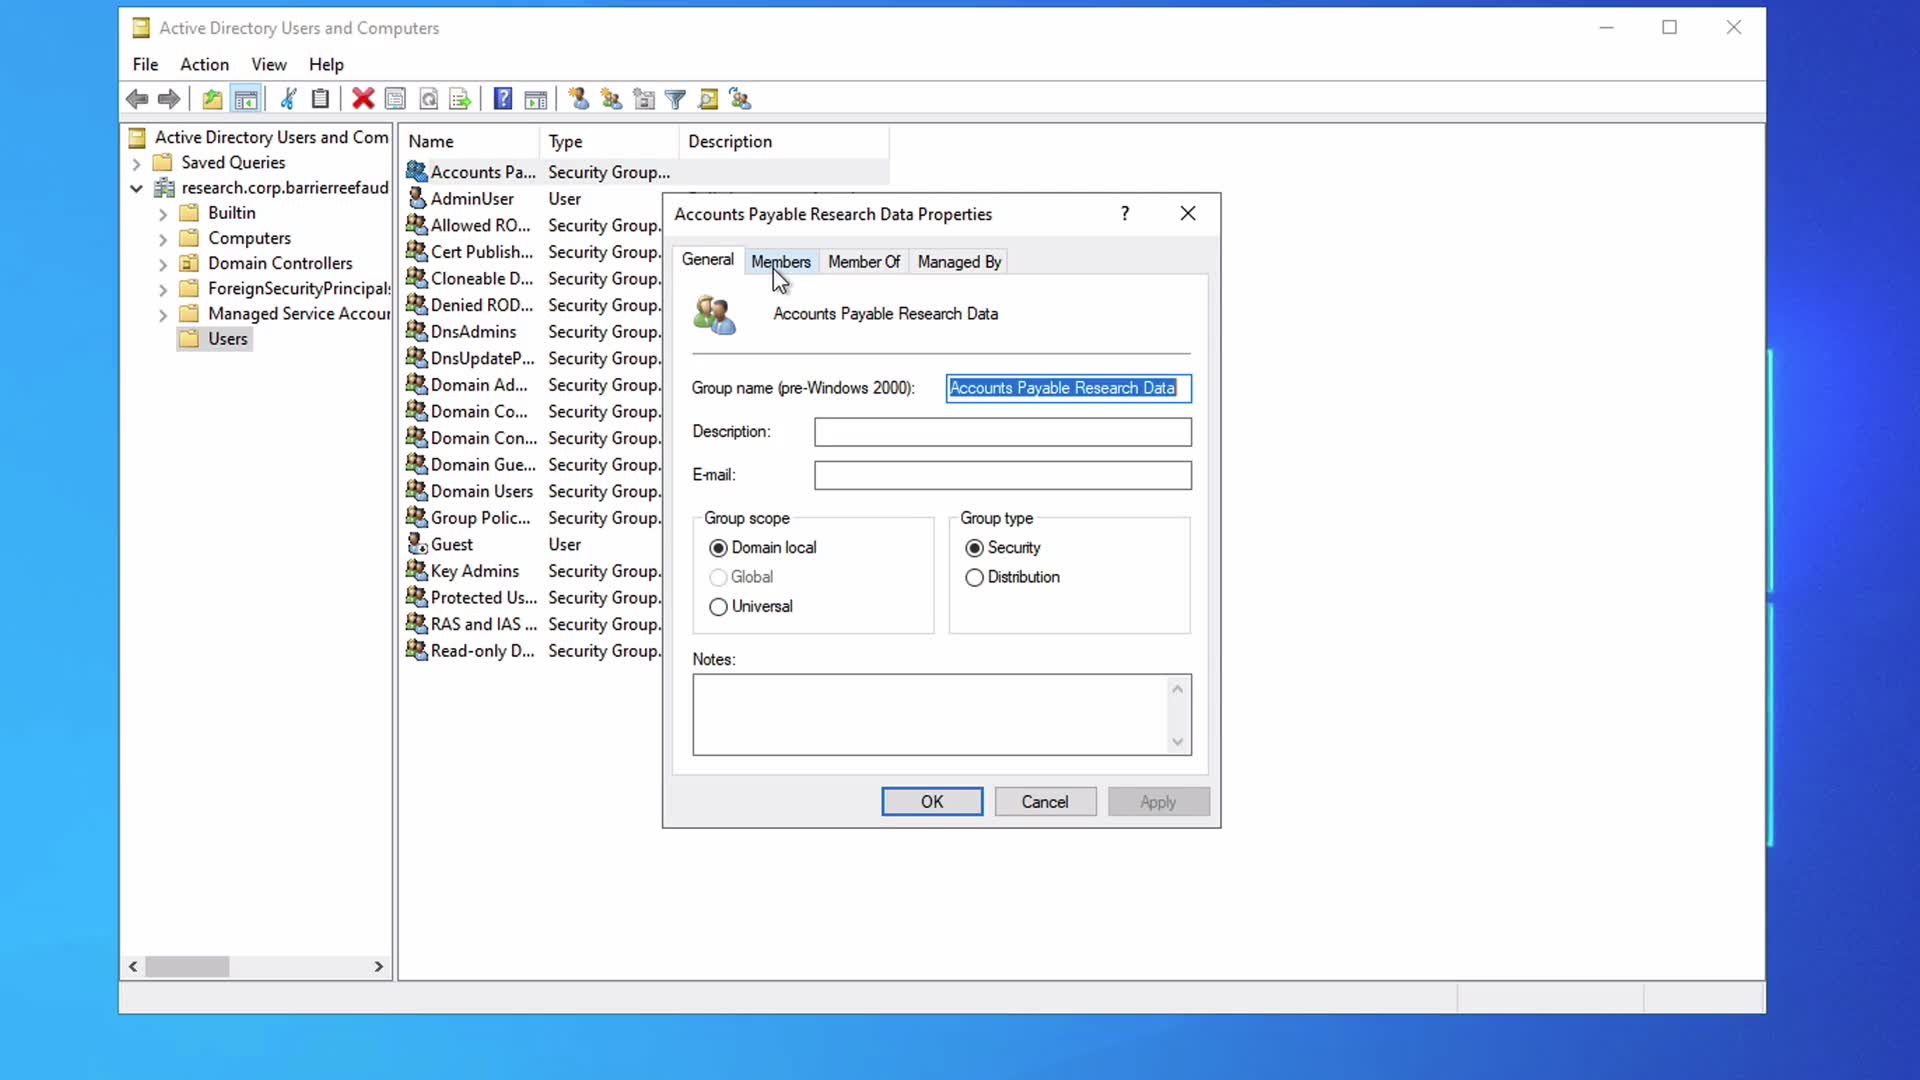 Active Directory Users and Computers
File Action View Help
Active Directory Users and Com
Saved Queries
research.corp.barrierreefaud
Builtin
Computers
Domain Controllers
ForeignSecurityPrincipals
Managed Service Accour
Users
Name Type Description
Accounts Pa... Security Group...
AdminUser User
Allowed RO... Security Group.
Cert Publish... Security Group.
Cloneable D... Security Group.
Denied ROD... Security Group.
DnsAdmins Security Group.
DnsUpdateP... Security Group.
Domain Ad... Security Group.
Domain Co... Security Group.
Domain Con... Security Group.
Domain Gue... Security Group.
Domain Users Security Group.
Group Polic... Security Group.
Guest User
Key Admins Security Group.
Protected Us... Security Group.
RAS and IAS ... Security Group.
Read-only D... Security Group.
Accounts Payable Research Data Properties
?
General Members Member Of Managed By
Accounts Payable Research Data
Group name (pre-Windows 2000): Accounts Payable Research Data
Description:
E-mail:
Group scope
Domain local
Global
Universal
Group type
Security
Distribution
Notes:
OK Cancel Apply